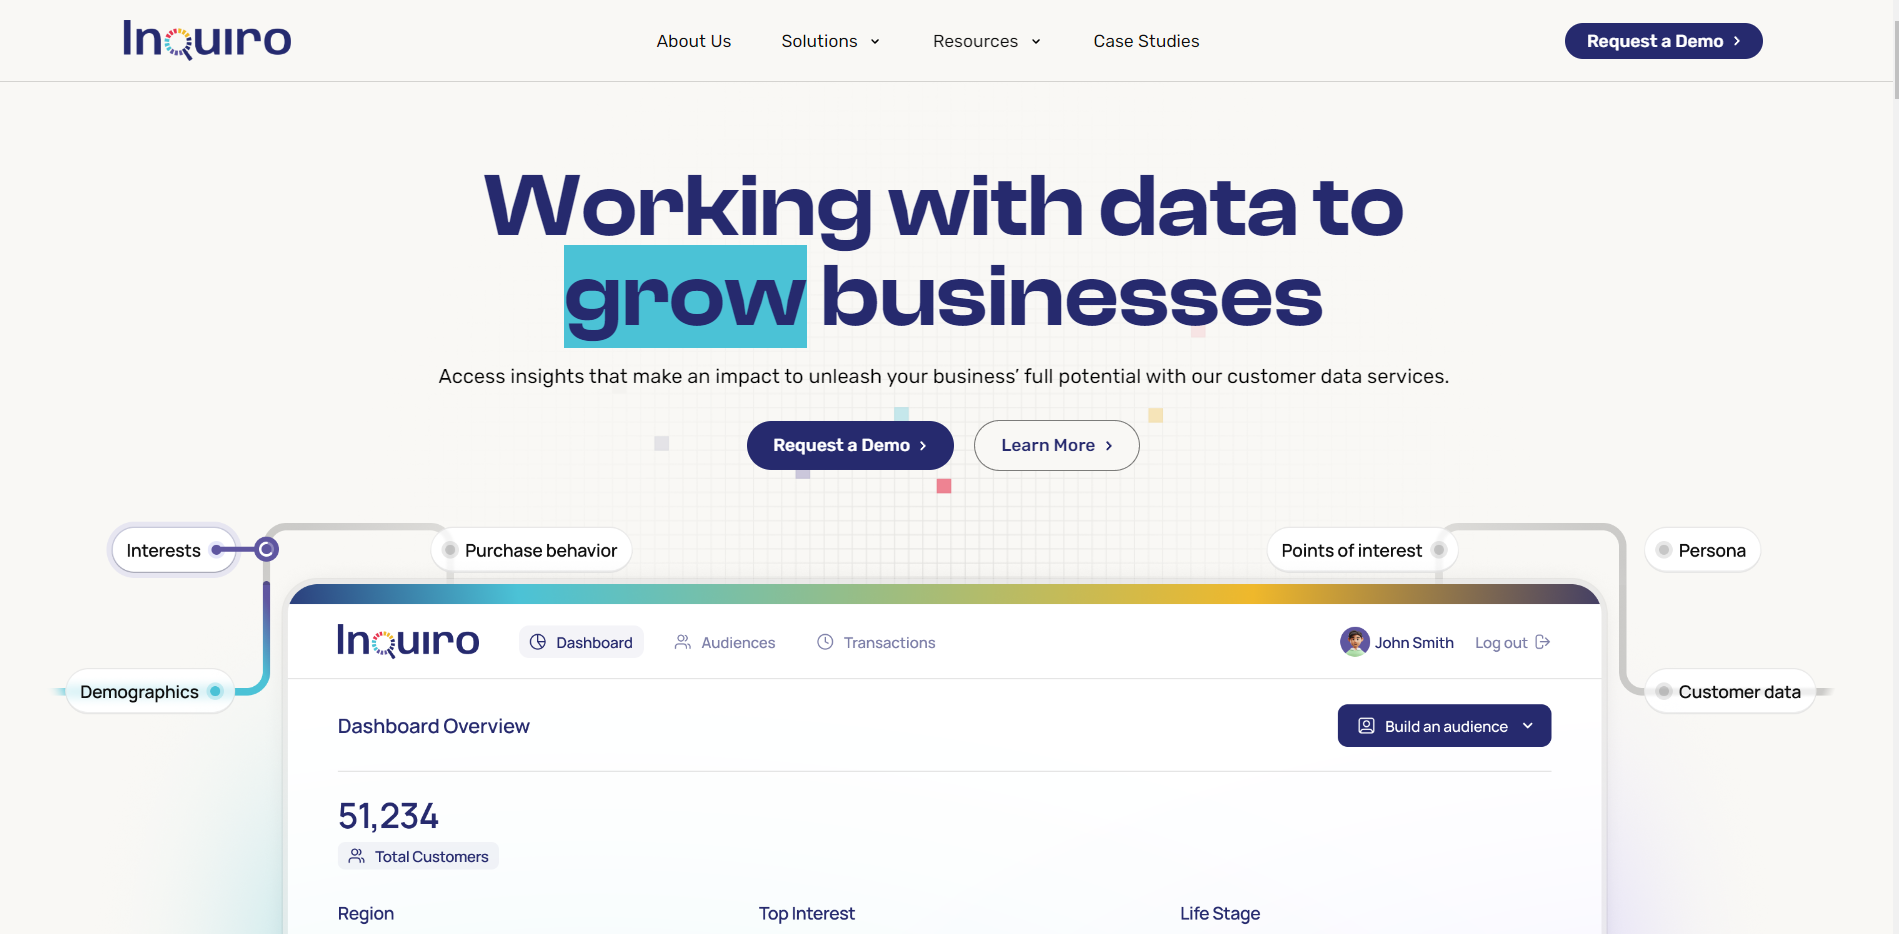 Inquiro
About Us
Solutions
Resources
Case Studies
Request a Demo
Working with data to
grow businesses
Access insights that make an impact to unleash your business’ full potential with our customer data services.
Request a Demo
Learn More
Interests
Purchase behavior
Points of interest
Persona
Demographics
Customer data
Inquiro
Dashboard
Audiences
Transactions
John Smith
Log out
Dashboard Overview
Build an audience
51,234
Total Customers
Region
Top Interest
Life Stage